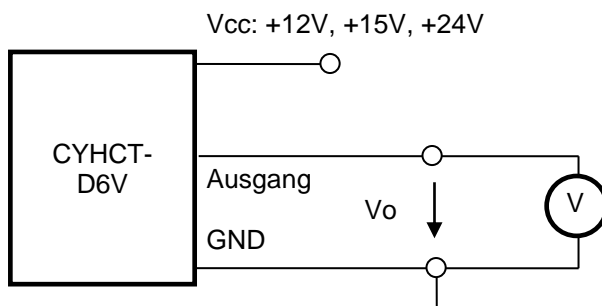 Vcc: +12V, +15V, +24V
CYHCT-
D6V
Ausgang
Vo
V
GND